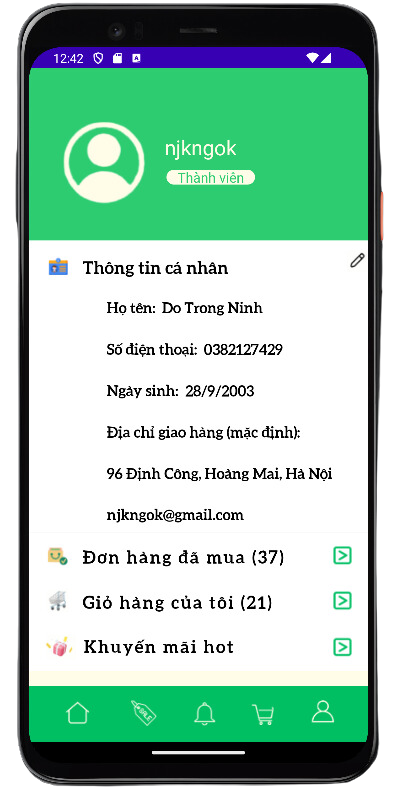 12:42 A
njkngok
Thành viên
Thông tin cá nhân
Họ tên: Do Trong Ninh
Số điện thoại: 0382127429
Ngày sinh: 28/9/2003
Địa chỉ giao hàng (mặc định):
96 Định Công, Hoàng Mai, Hà Nội
njkngok@gmail.com
Đơn hàng đã mua (37)
Giỏ hàng của tôi (21)
Khuyến mãi hot
SALE